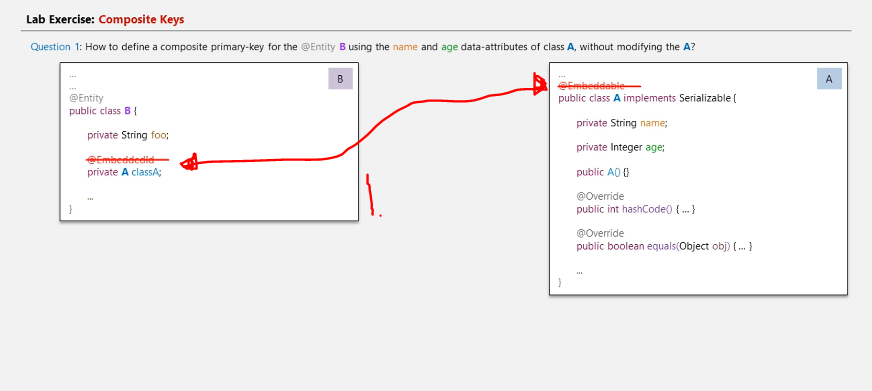 Lab Exercise: Composite Keys
Question 1: How to define a composite primary-key for the @Entity B using the name and age data-attributes of class A, without modifying the A?
B
...
...
@Entity
public class B {
private String foo;
@EmbeddedId
private A classA;
...
}
1.
A
...
@Embeddable
public class A implements Serializable {
private String name;
private Integer age;
public A() {}
@Override
public int hashCode() { ... }
@Override
public boolean equals(Object obj) { ... }
...
}